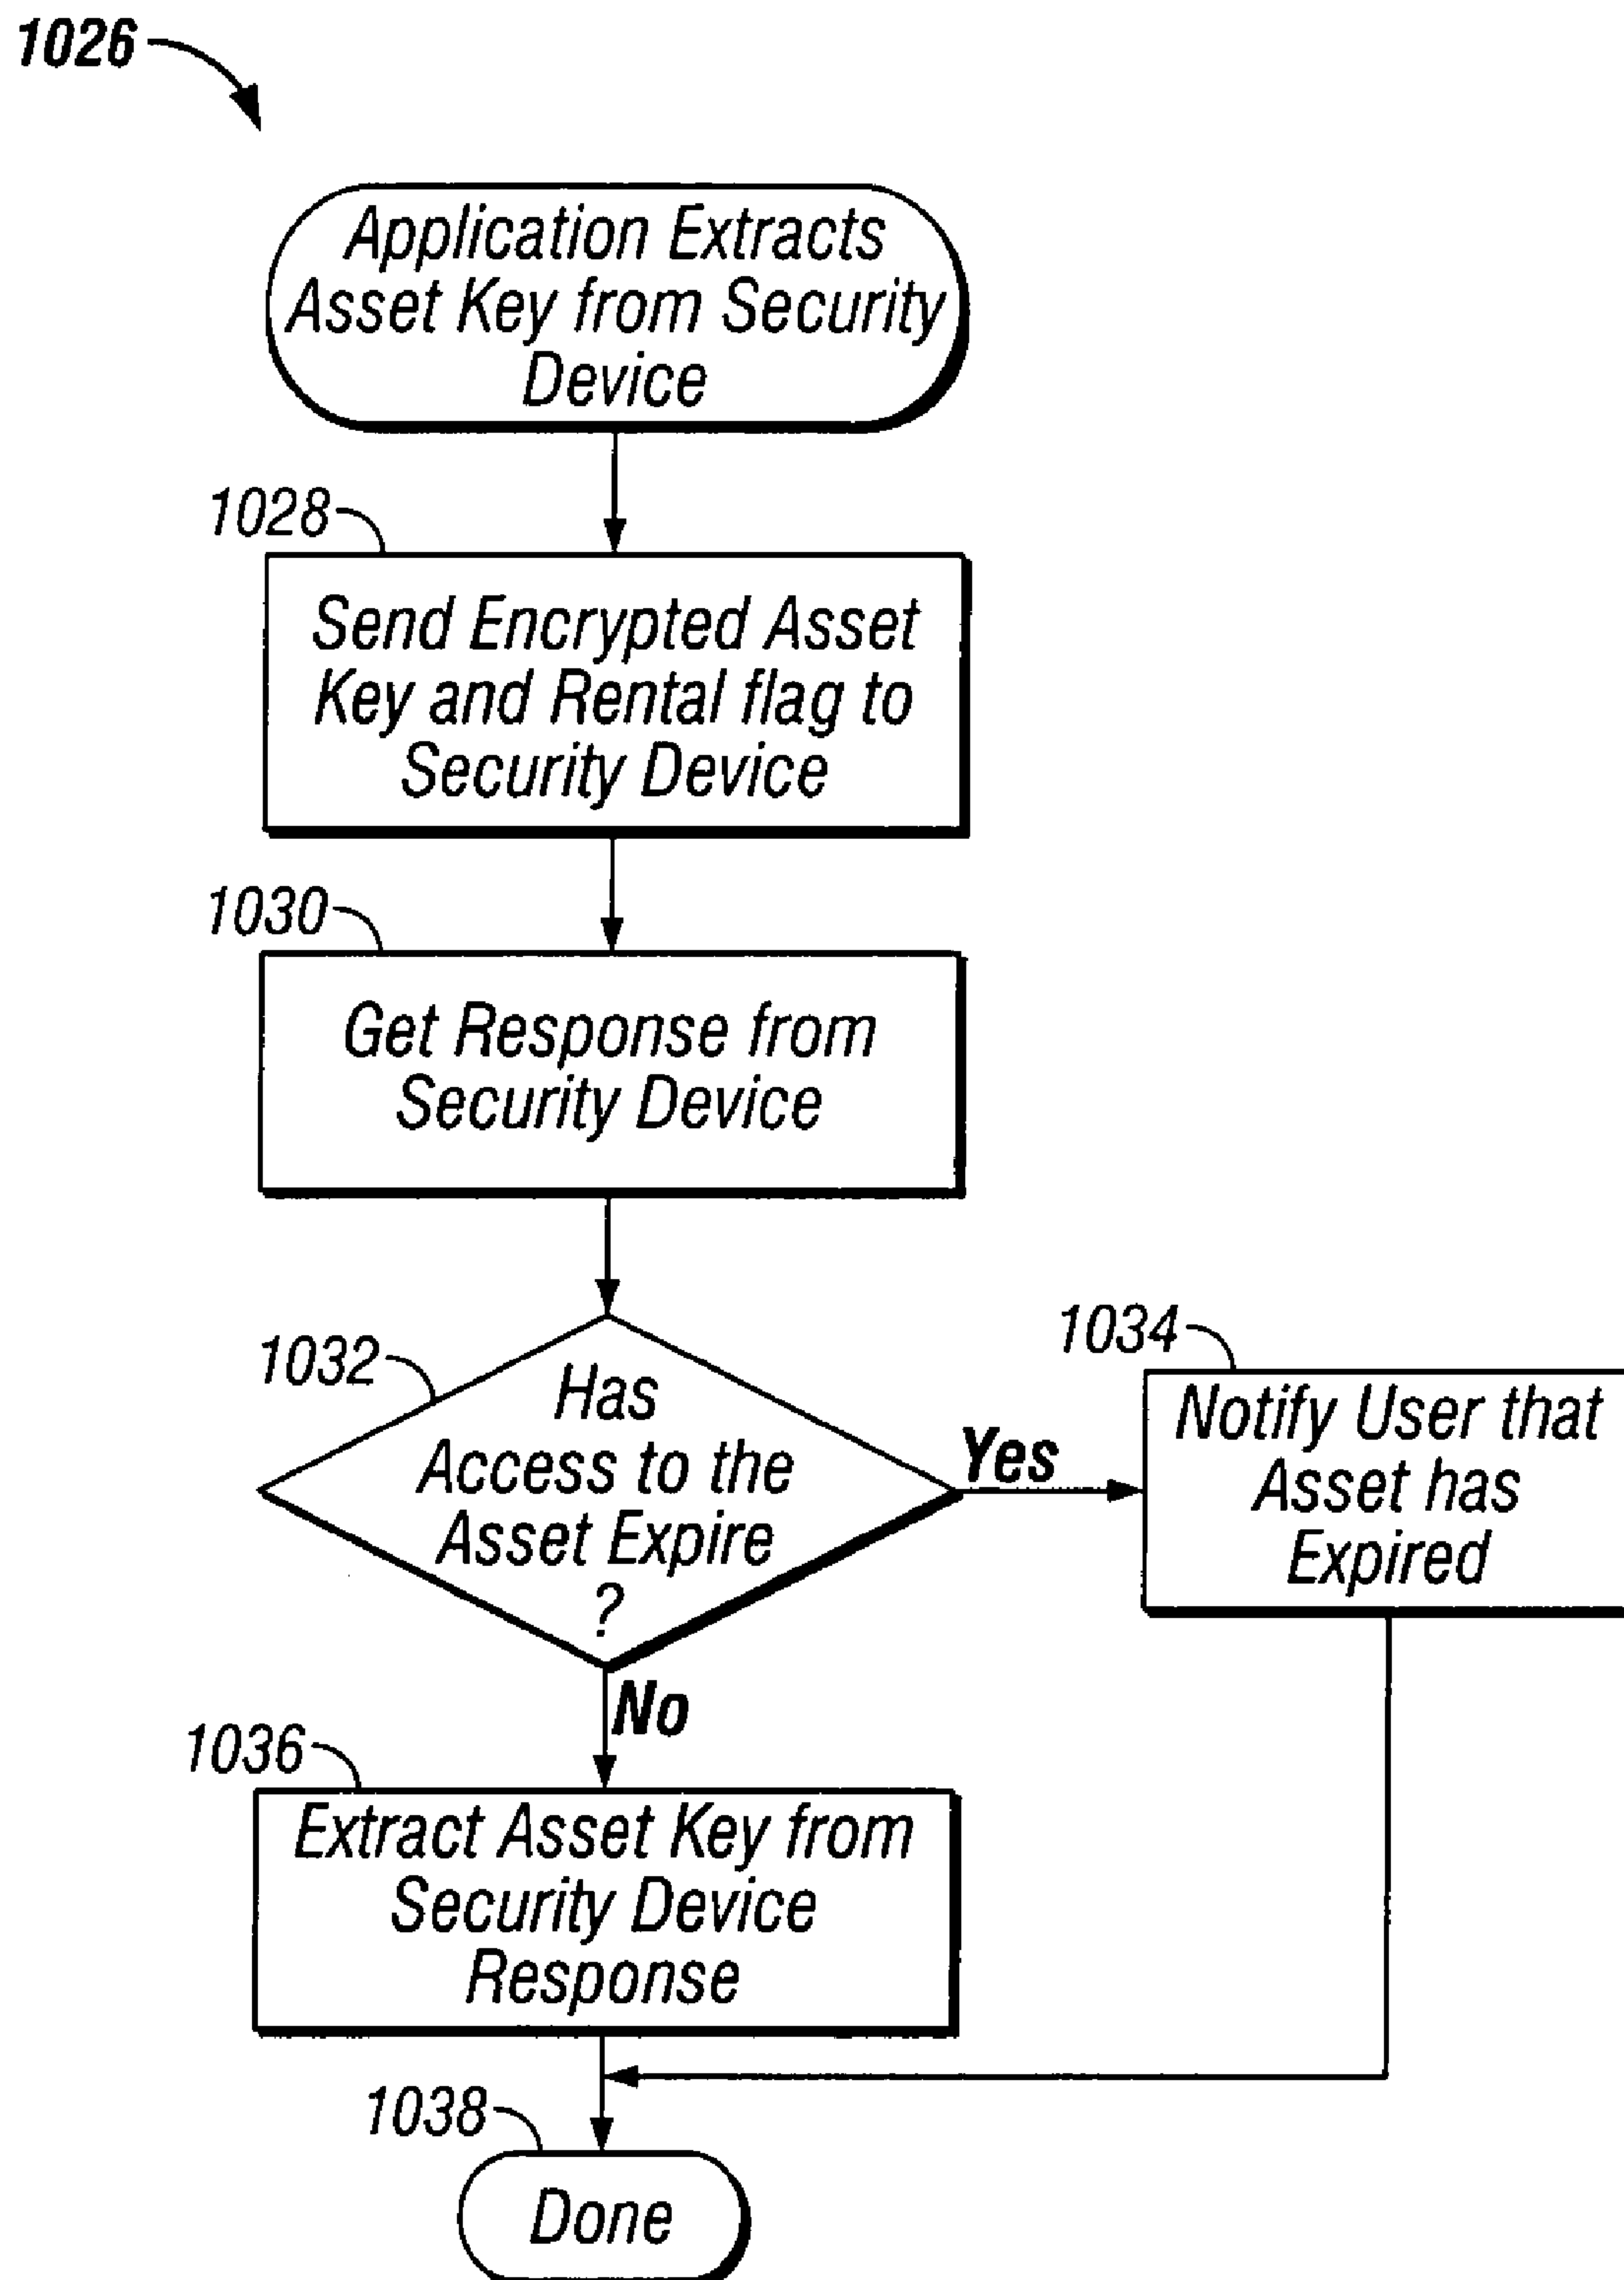 1026
Application Extracts
Asset Key from Security
Device
1028
Send Encrypted Asset
Key and Rental flag to
Security Device
1030
Get Response from
Security Device
1032
Has
Access to the
Asset Expire
?
Yes
1034
Notify User that
Asset has
Expired
No
1036
Extract Asset Key from
Security Device
Response
1038
Done